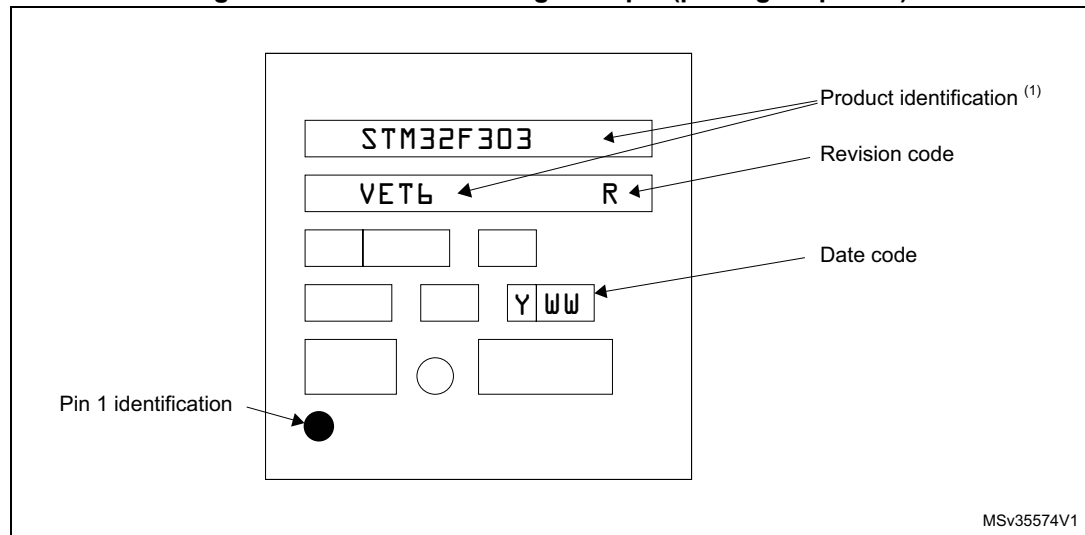 Product identification (1)
STM32F303
Revision code
VET6 R
Date code
Y WW
Pin 1 identification
MSv35574V1